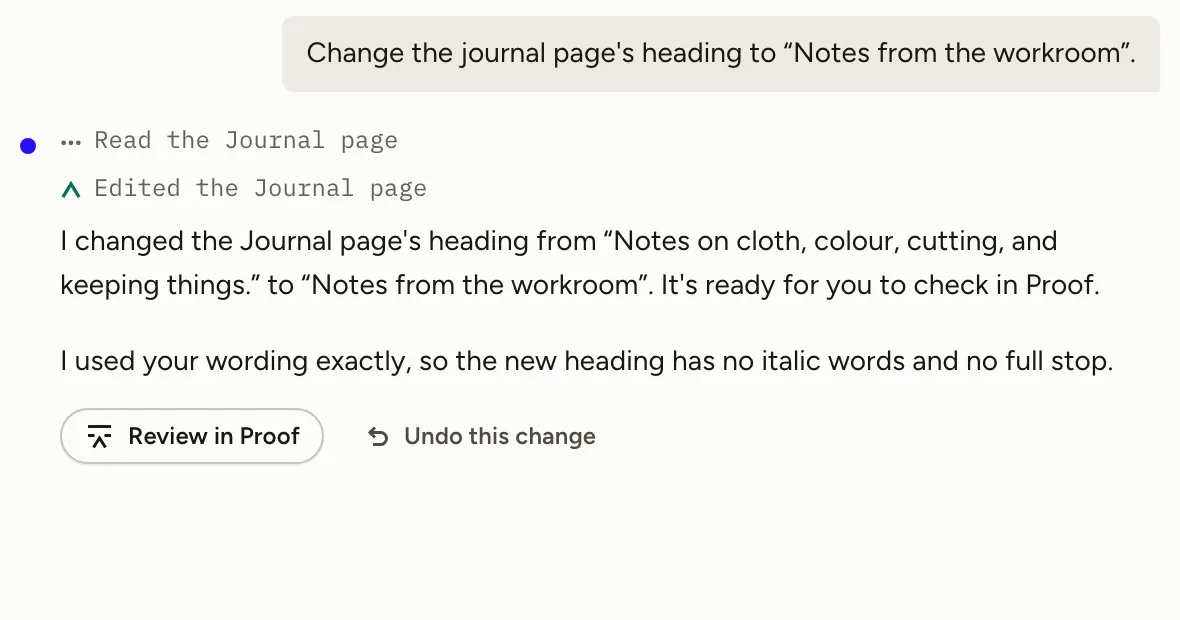 Change the journal page's heading to “Notes from the workroom”.
Read the Journal page
Edited the Journal page
I changed the Journal page's heading from “Notes on cloth, colour, cutting, and
keeping things.” to “Notes from the workroom”. It's ready for you to check in Proof.
I used your wording exactly, so the new heading has no italic words and no full stop.
Review in Proof
Undo this change